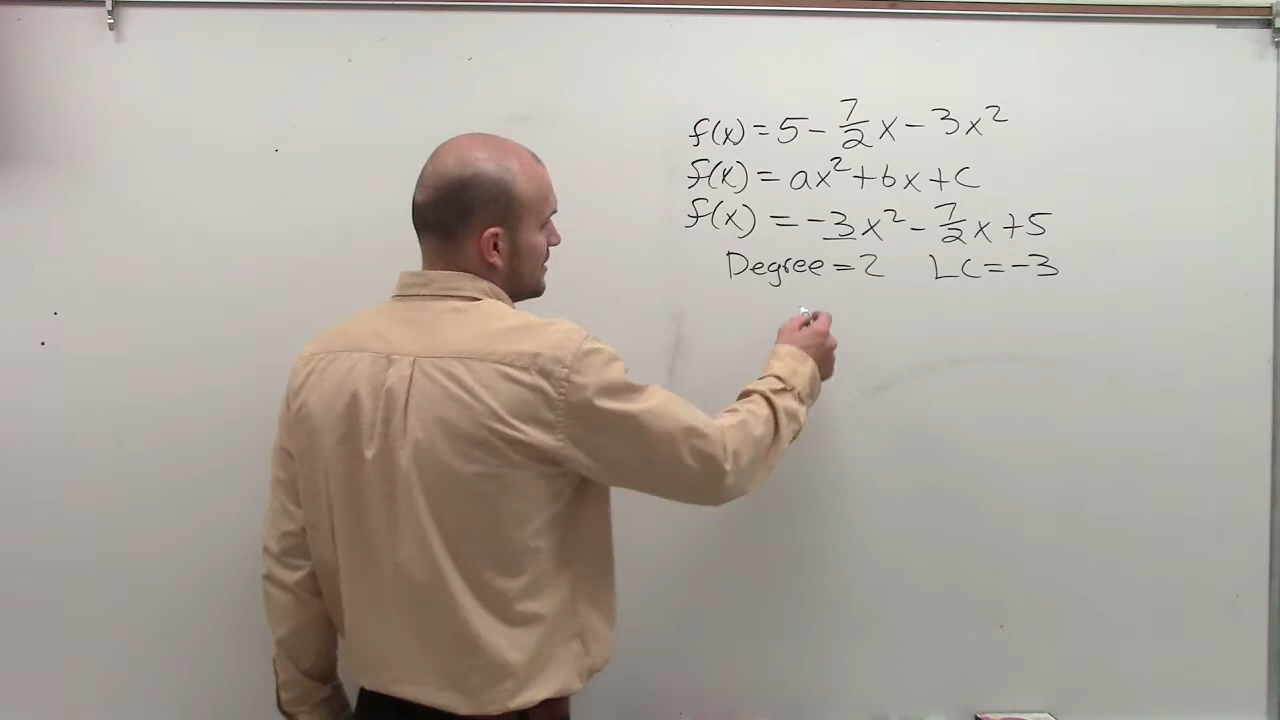 f(x) = 5 - 7/2 x - 3x²
f(x) = ax² + bx + c
f(x) = -3x² - 7/2 x + 5
Degree = 2 LC = -3